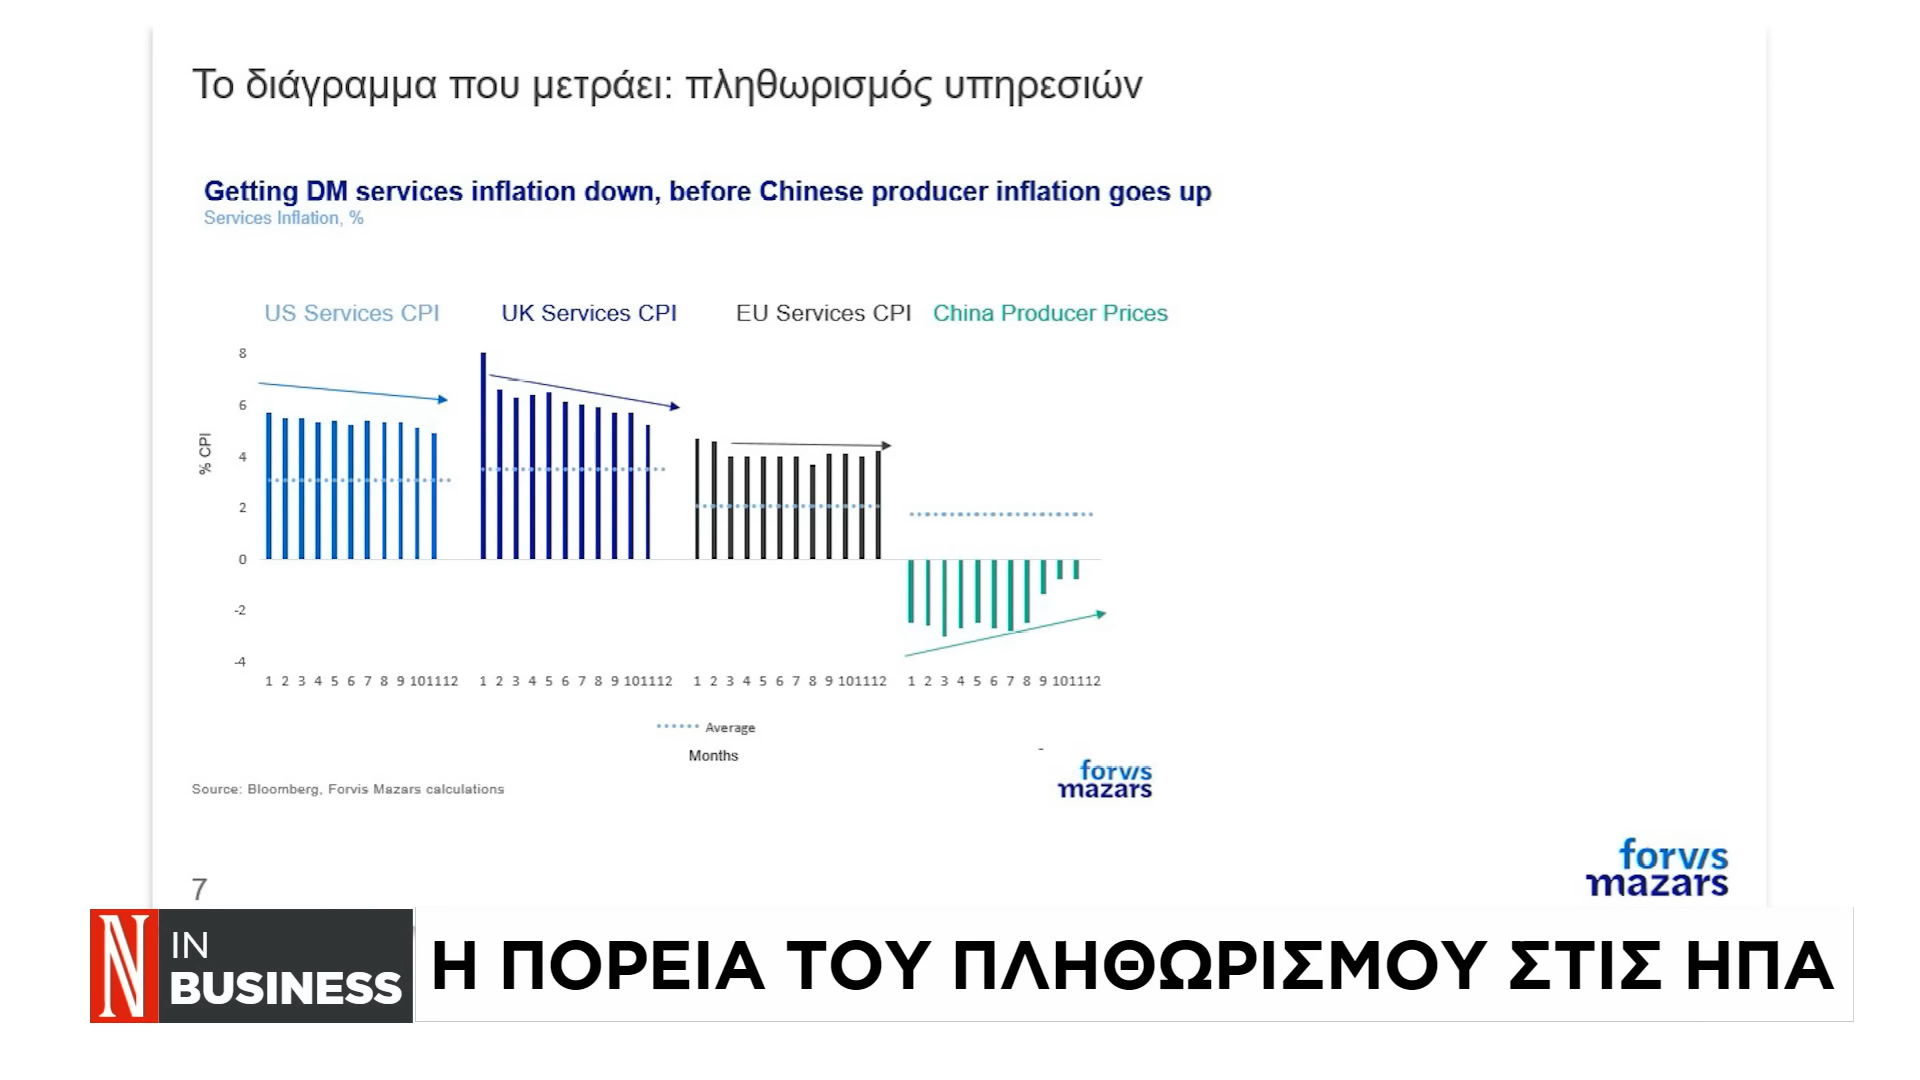 Το διάγραμμα που μετράει: πληθωρισμός υπηρεσιών
Getting DM services inflation down, before Chinese producer inflation goes up
Services Inflation, %
US Services CPI UK Services CPI EU Services CPI China Producer Prices
8
6
4
2
0
-2
-4
% CPI
1 2 3 4 5 6 7 8 9 101112 1 2 3 4 5 6 7 8 9 101112 1 2 3 4 5 6 7 8 9 101112 1 2 3 4 5 6 7 8 9 101112
Average
Months
Source: Bloomberg, Forvis Mazars calculations
forvis
mazars
forvis
mazars
7
N IN
BUSINESS
Η ΠΟΡΕΙΑ ΤΟΥ ΠΛΗΘΩΡΙΣΜΟΥ ΣΤΙΣ ΗΠΑ